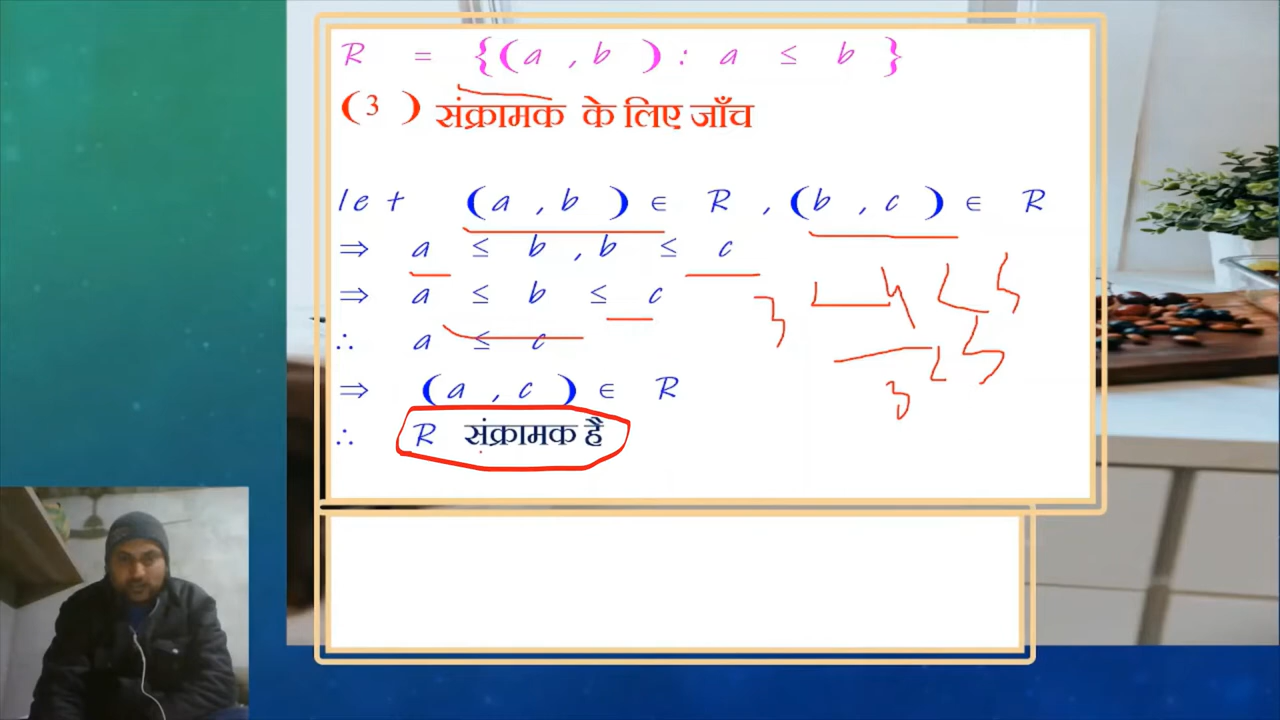 R = {(a , b ) : a ≤ b }
(3 ) संक्रामक के लिए जाँच
let (a , b ) ∈ R , (b , c ) ∈ R
⇒ a ≤ b , b ≤ c
⇒ a ≤ b ≤ c
∴ a ≤ c
⇒ (a , c ) ∈ R
∴ R संक्रामक है